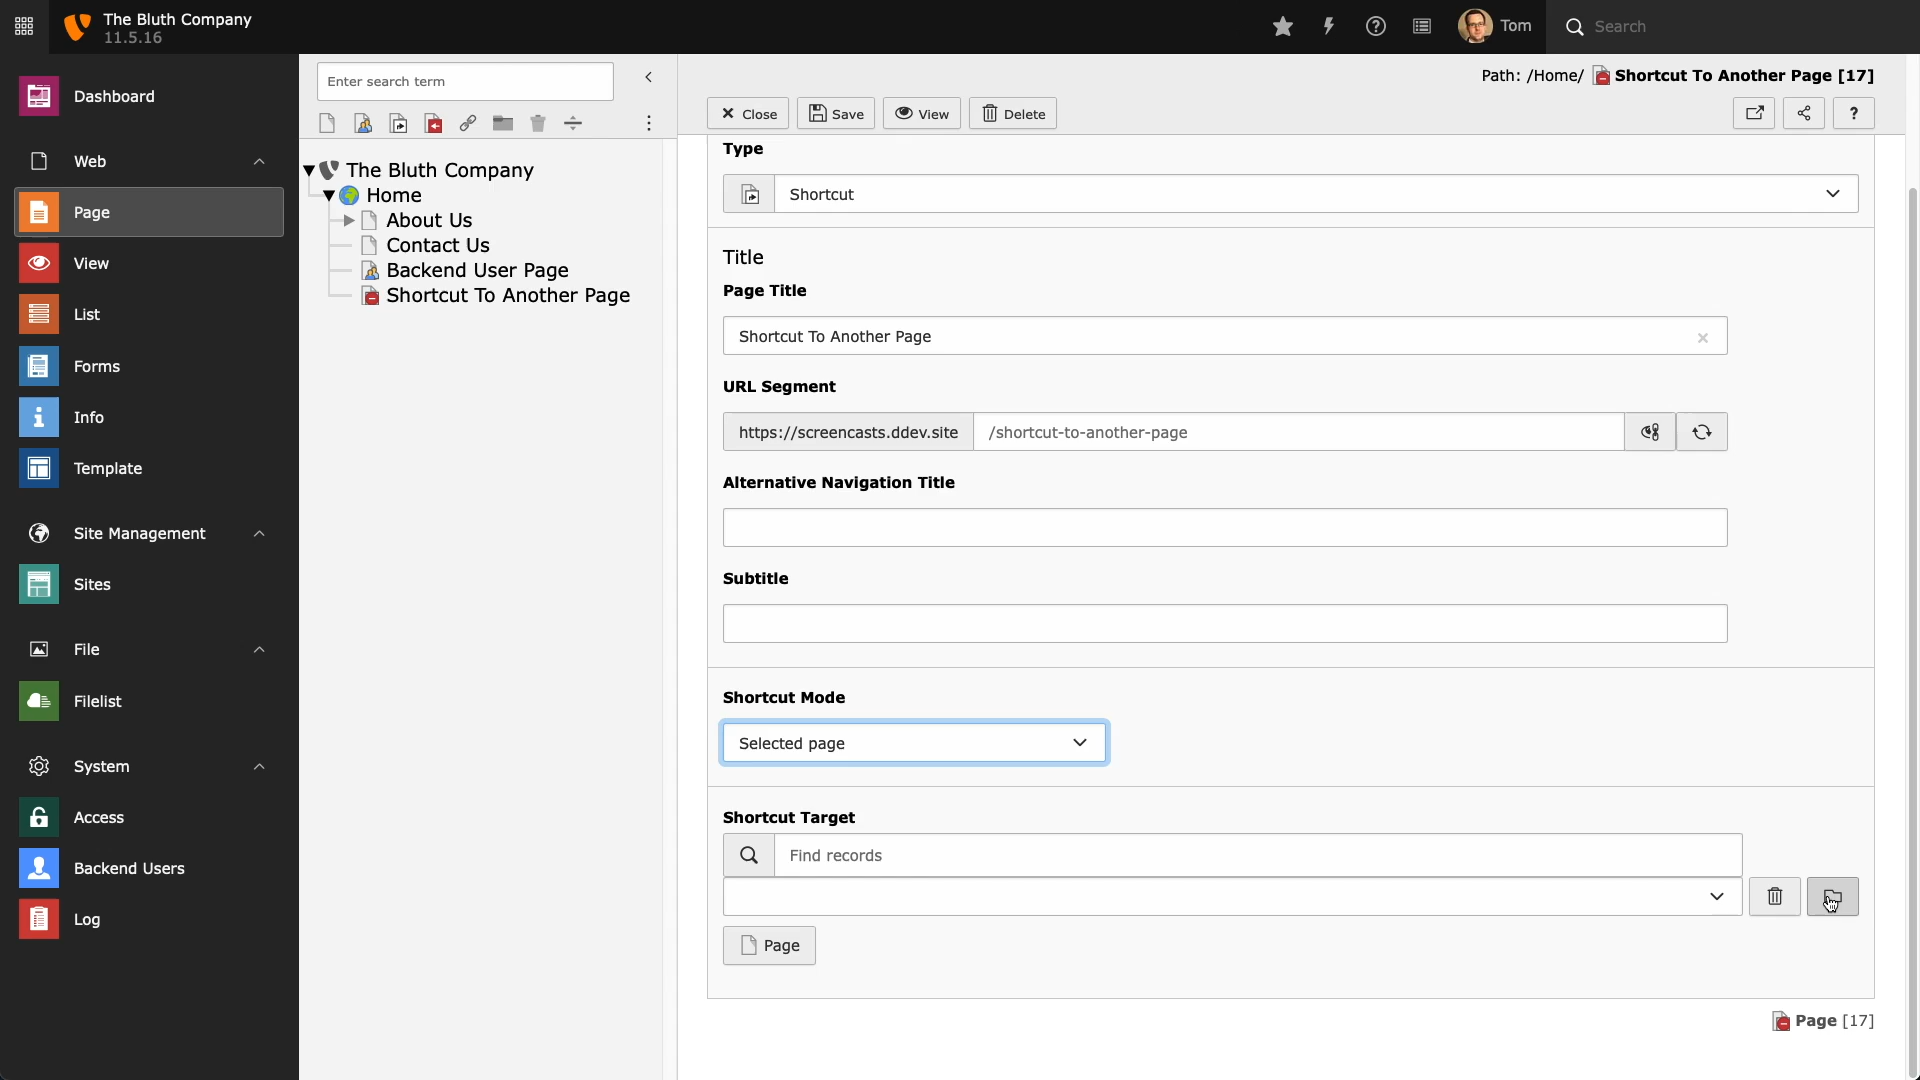 The Bluth Company
11.5.16
Tom
Search
Dashboard
Web
Page
View
List
Forms
Info
Template
Site Management
Sites
File
Filelist
System
Access
Backend Users
Log
Enter search term
The Bluth Company
Home
About Us
Contact Us
Backend User Page
Shortcut To Another Page
Path: /Home/ Shortcut To Another Page [17]
Close Save View Delete ?
Type
Shortcut
Title
Page Title
Shortcut To Another Page
URL Segment
https://screencasts.ddev.site /shortcut-to-another-page
Alternative Navigation Title
Subtitle
Shortcut Mode
Selected page
Shortcut Target
Find records
Page
Page [17]